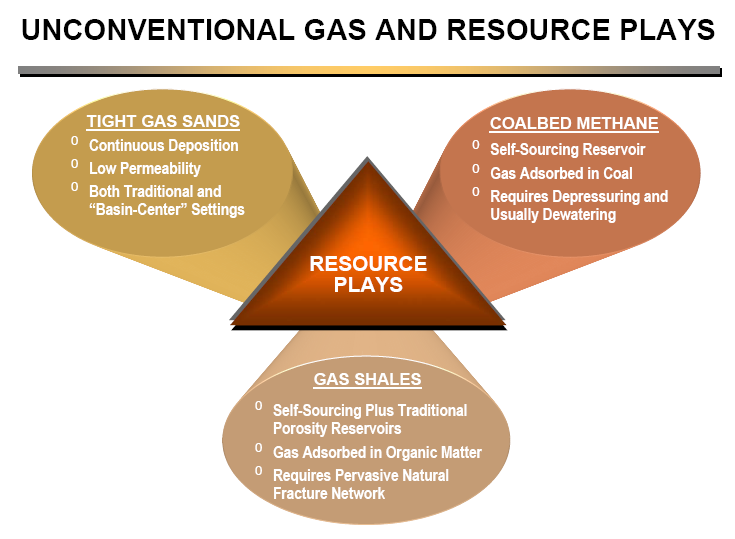 UNCONVENTIONAL GAS AND RESOURCE PLAYS
TIGHT GAS SANDS
o Continuous Deposition
o Low Permeability
o Both Traditional and
“Basin-Center” Settings
COALBED METHANE
o Self-Sourcing Reservoir
o Gas Adsorbed in Coal
o Requires Depressuring and
Usually Dewatering
RESOURCE
PLAYS
GAS SHALES
o Self-Sourcing Plus Traditional
Porosity Reservoirs
o Gas Adsorbed in Organic Matter
o Requires Pervasive Natural
Fracture Network